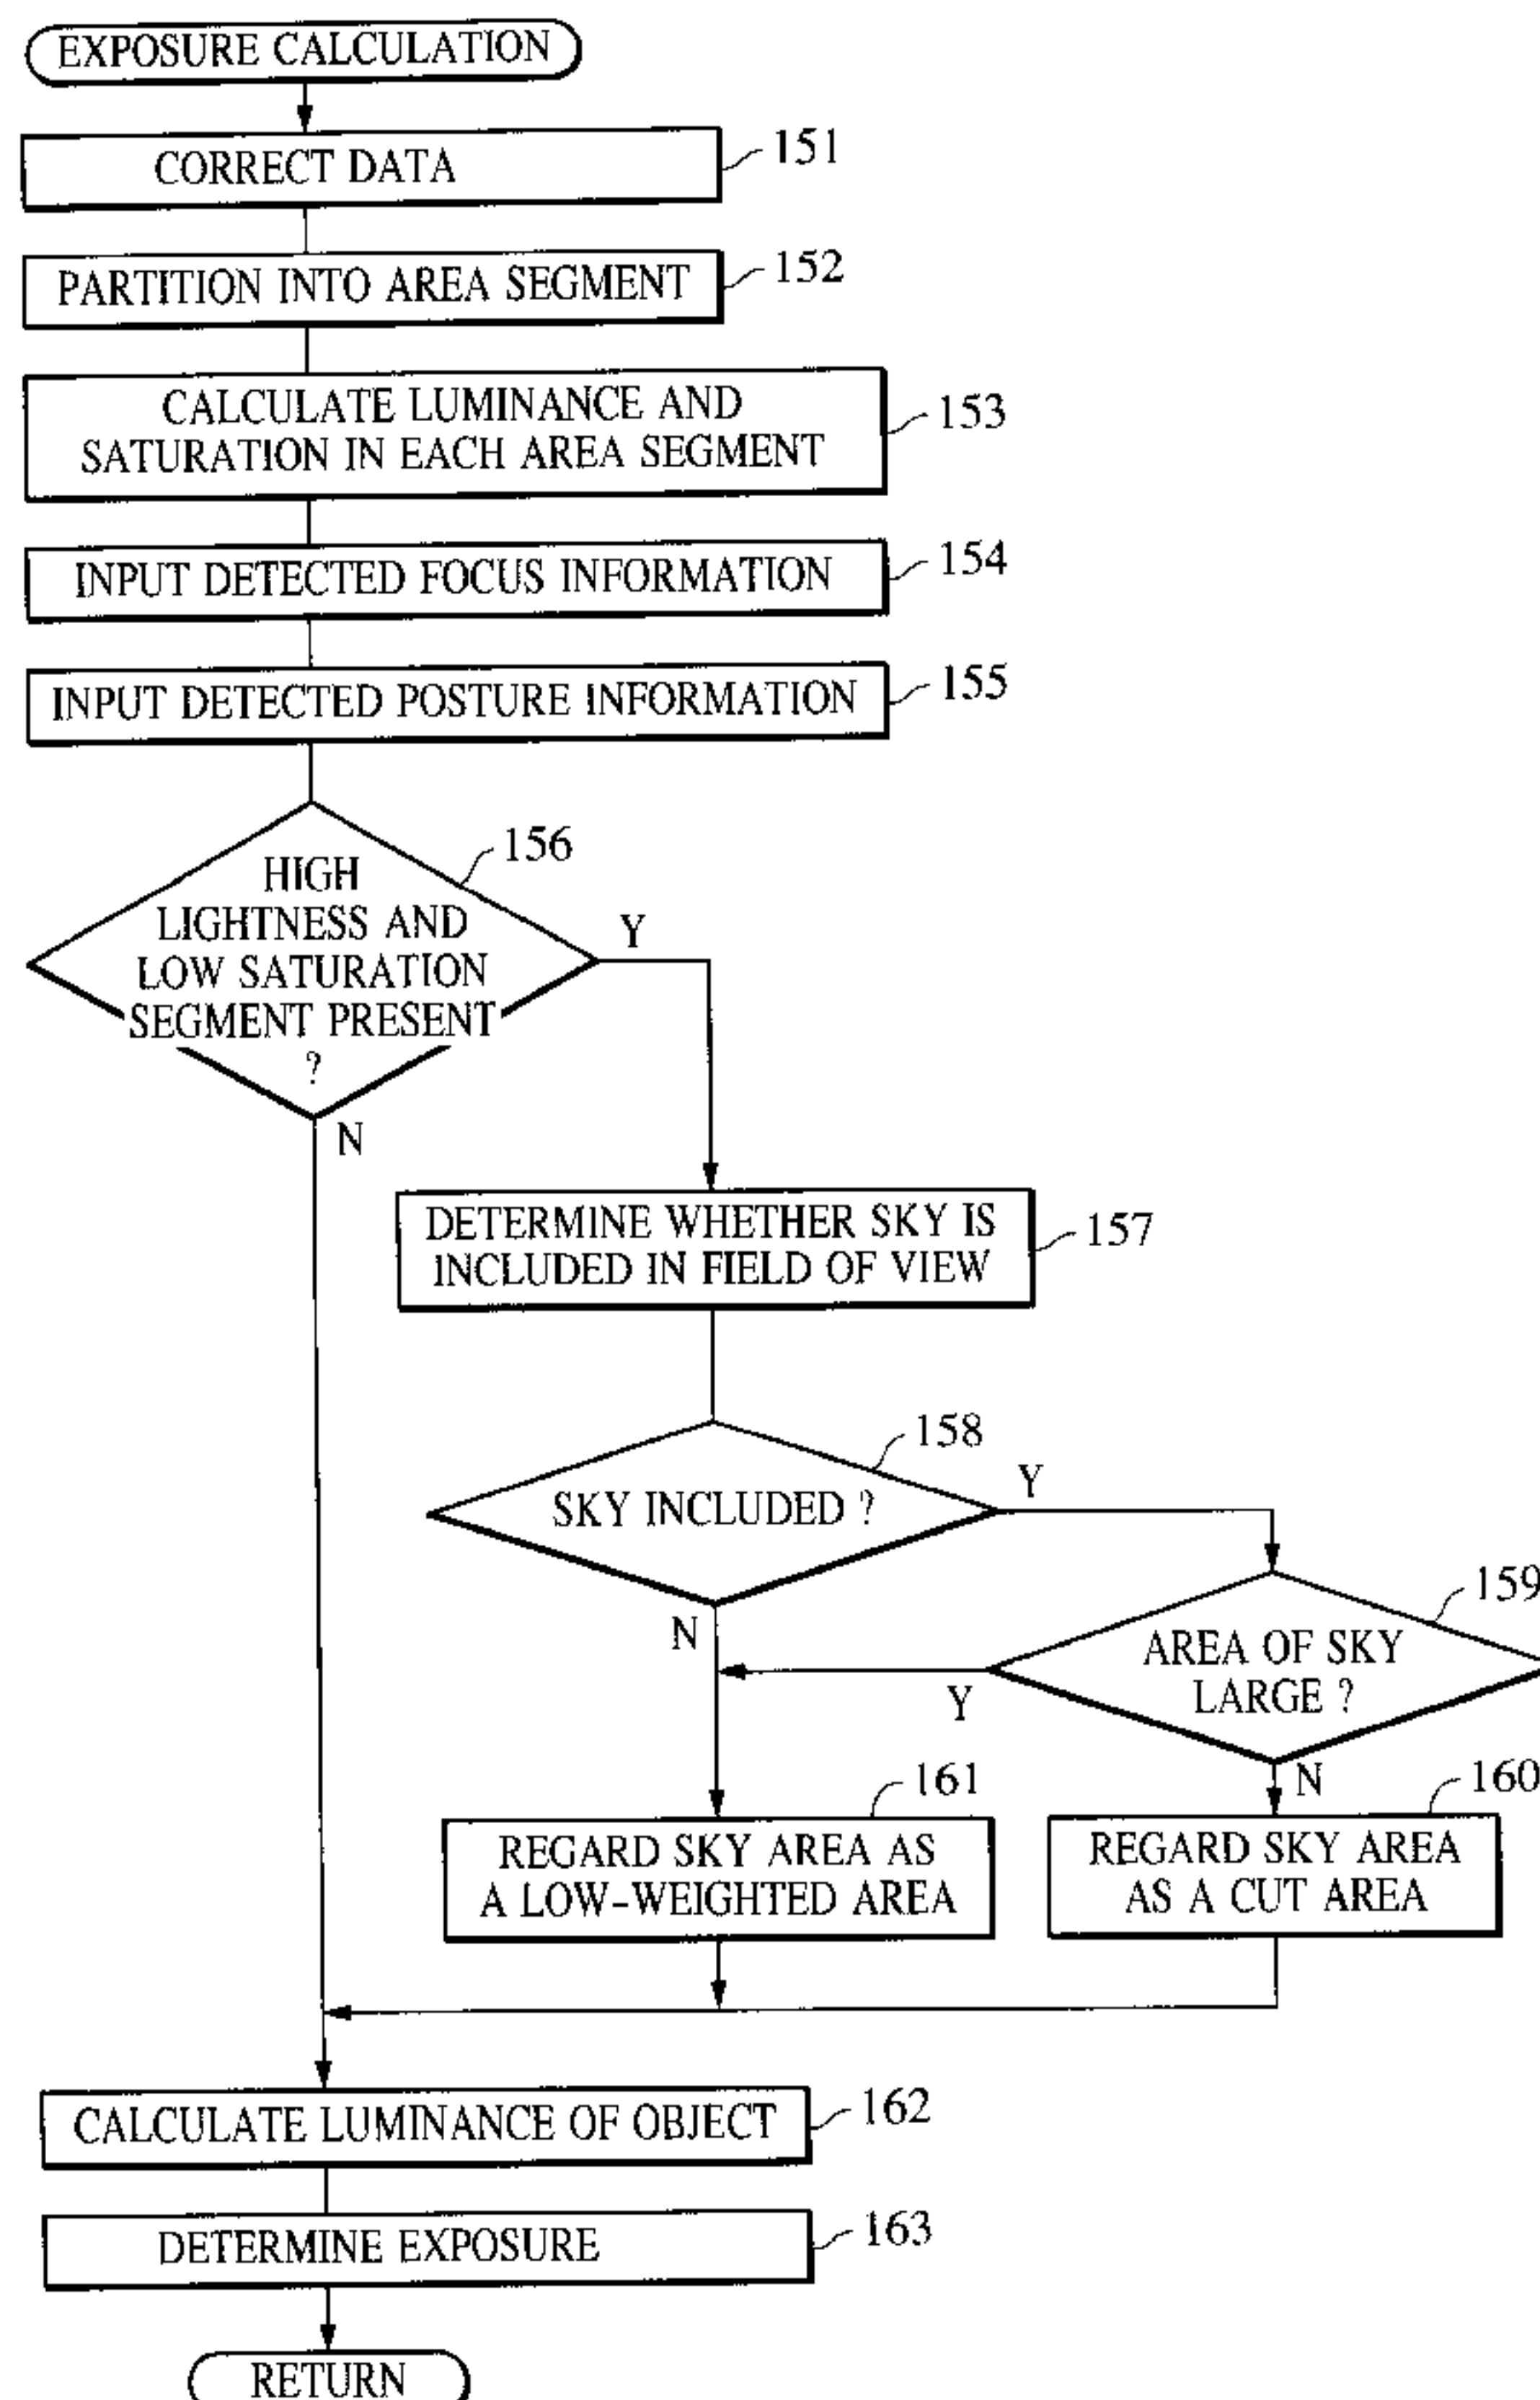 EXPOSURE CALCULATION
CORRECT DATA
151
PARTITION INTO AREA SEGMENT
152
CALCULATE LUMINANCE AND
SATURATION IN EACH AREA SEGMENT
153
INPUT DETECTED FOCUS INFORMATION
154
INPUT DETECTED POSTURE INFORMATION
155
156
HIGH
LIGHTNESS AND
LOW SATURATION
SEGMENT PRESENT
?
Y
N
DETERMINE WHETHER SKY IS
INCLUDED IN FIELD OF VIEW
157
158
SKY INCLUDED ?
Y
N
159
AREA OF SKY
LARGE ?
Y
N
161
REGARD SKY AREA AS
A LOW-WEIGHTED AREA
160
REGARD SKY AREA
AS A CUT AREA
CALCULATE LUMINANCE OF OBJECT
162
DETERMINE EXPOSURE
163
RETURN